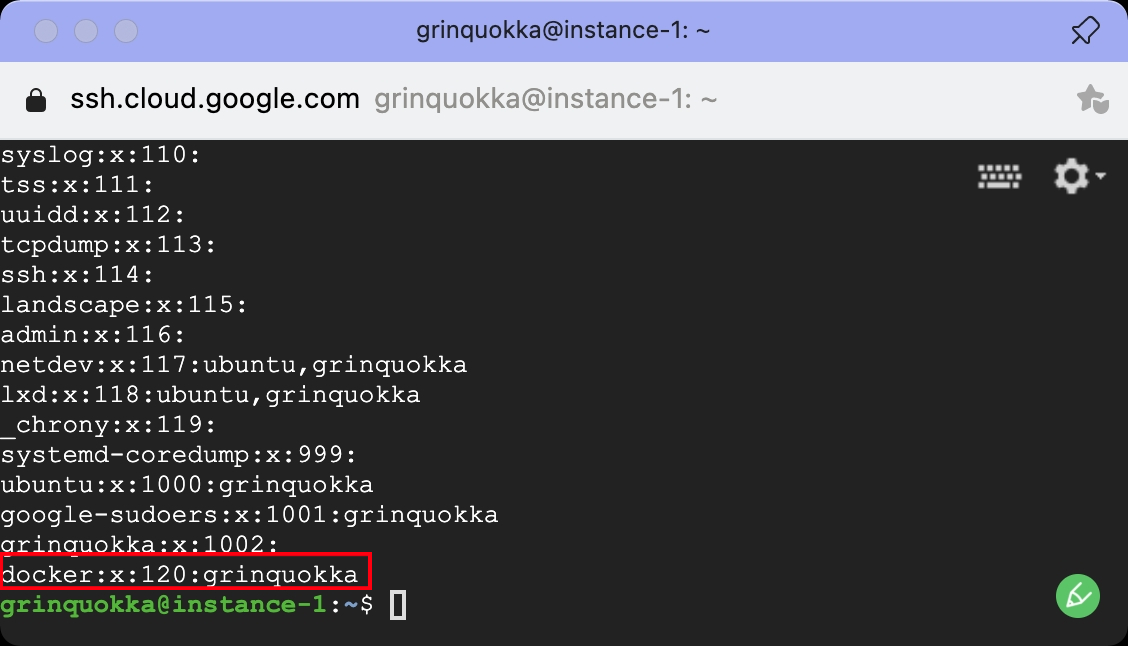 grinquokka@instance-1: ~
ssh.cloud.google.com grinquokka@instance-1: ~
syslog:x:110:
tss:x:111:
uuidd:x:112:
tcpdump:x:113:
ssh:x:114:
landscape:x:115:
admin:x:116:
netdev:x:117:ubuntu,grinquokka
lxd:x:118:ubuntu,grinquokka
_chrony:x:119:
systemd-coredump:x:999:
ubuntu:x:1000:grinquokka
google-sudoers:x:1001:grinquokka
grinquokka:x:1002:
docker:x:120:grinquokka
grinquokka@instance-1:~$